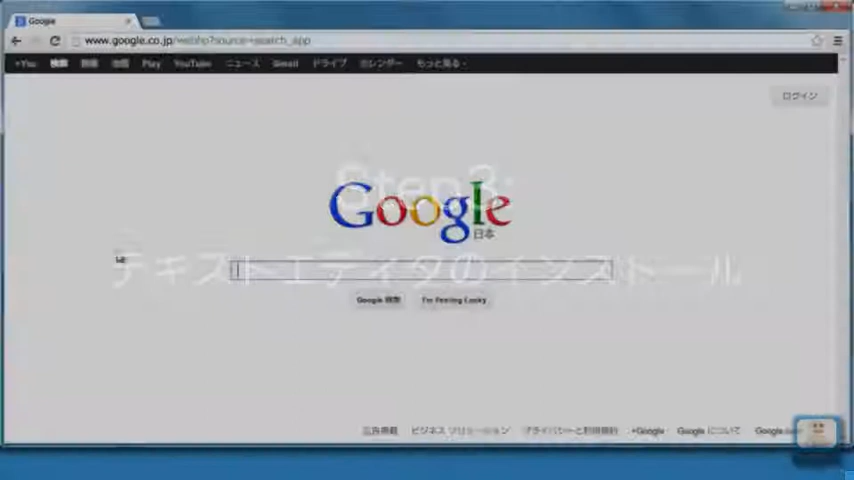 Google
www.google.co.jp/webhp?source=search_app
+You 検索 画像 地図 Play YouTube ニュース Gmail ドライブ カレンダー もっと見る
ログイン
Step3:
Google
日本
テキストエディタのインストール
Google 検索 I'm Feeling Lucky
広告掲載 ビジネス ソリューション プライバシーと利用規約 +Google Google について Google.com